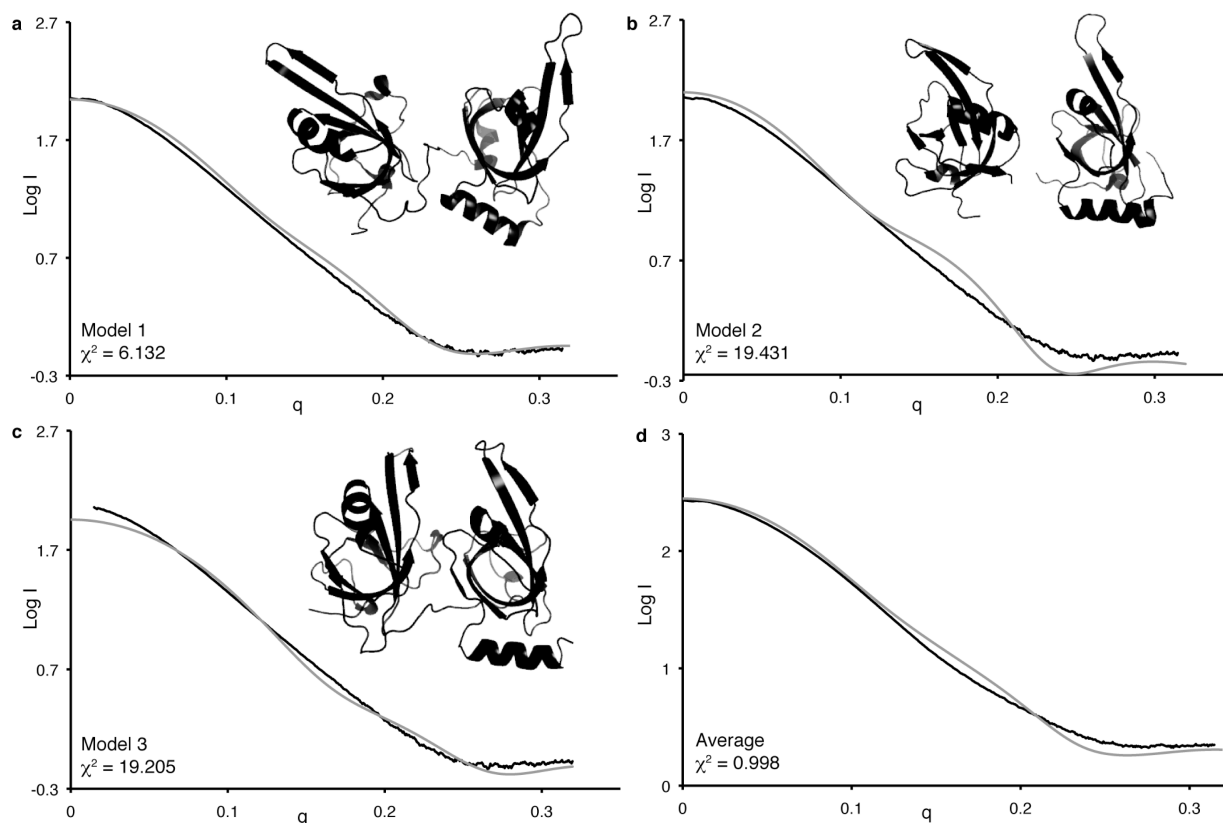 a
2.7
1.7
0.7
-0.3
Log I
Model 1
χ² = 6.132
0
0.1
0.2
0.3
q
b
2.7
1.7
0.7
-0.3
Log I
Model 2
χ² = 19.431
0
0.1
0.2
0.3
q
c
2.7
1.7
0.7
-0.3
Log I
Model 3
χ² = 19.205
0
0.1
0.2
0.3
q
d
3
2
1
0
Log I
Average
χ² = 0.998
0
0.1
0.2
0.3
q